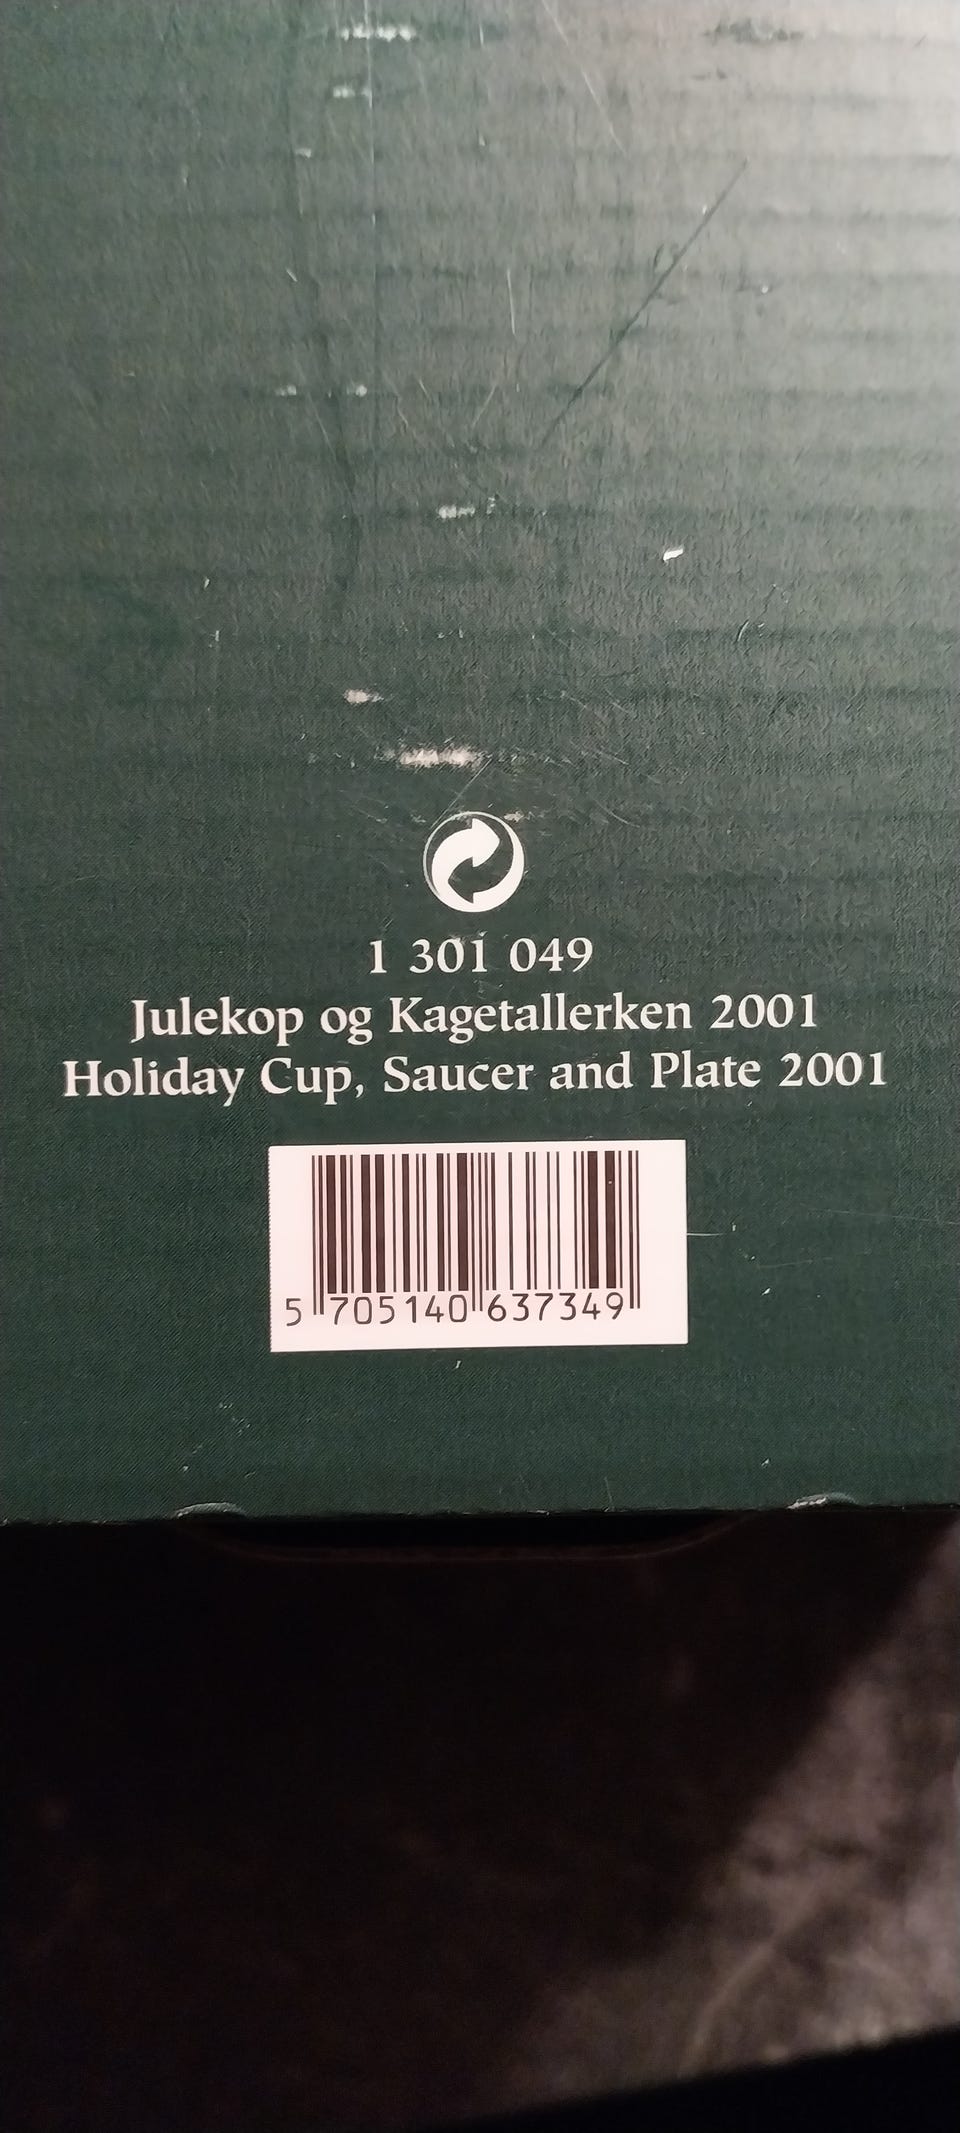 1 301 049
Julekop og Kagetallerken 2001
Holiday Cup, Saucer and Plate 2001
5 705140 637349